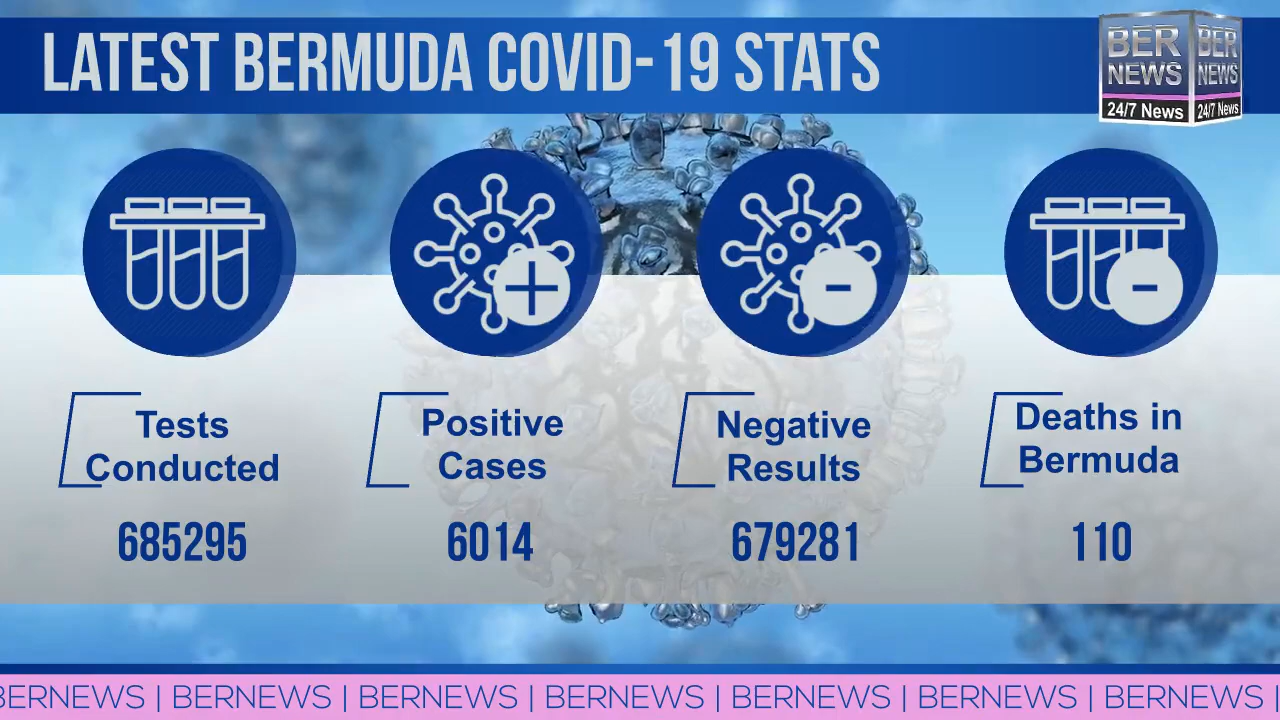 LATEST BERMUDA COVID-19 STATS
BER
NEWS
24/7 News
BER
NEWS
24/7 News
Tests
Conducted
685295
Positive
Cases
6014
Negative
Results
679281
Deaths in
Bermuda
110
BERNEWS | BERNEWS | BERNEWS | BERNEWS | BERNEWS | BERNEWS | BERNEWS |